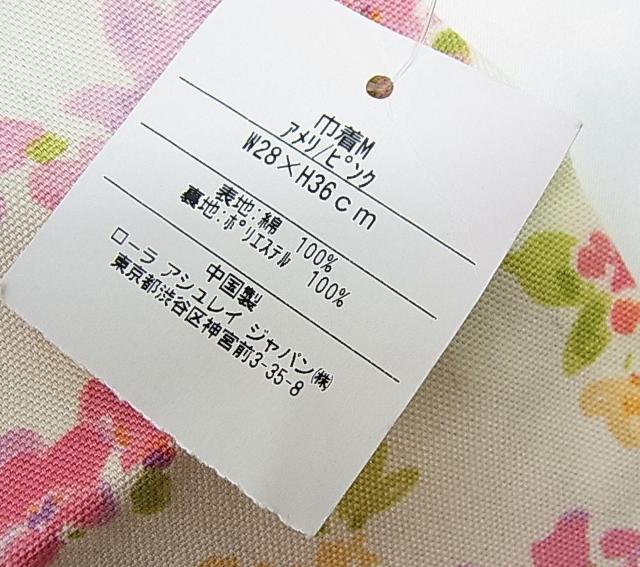 巾着M
アメリ/ピンク
W28×H36cm
表地:綿 100%
裏地:ポリエステル 100%
中国製
ローラ アシュレイ ジャパン㈱
東京都渋谷区神宮前3-35-8